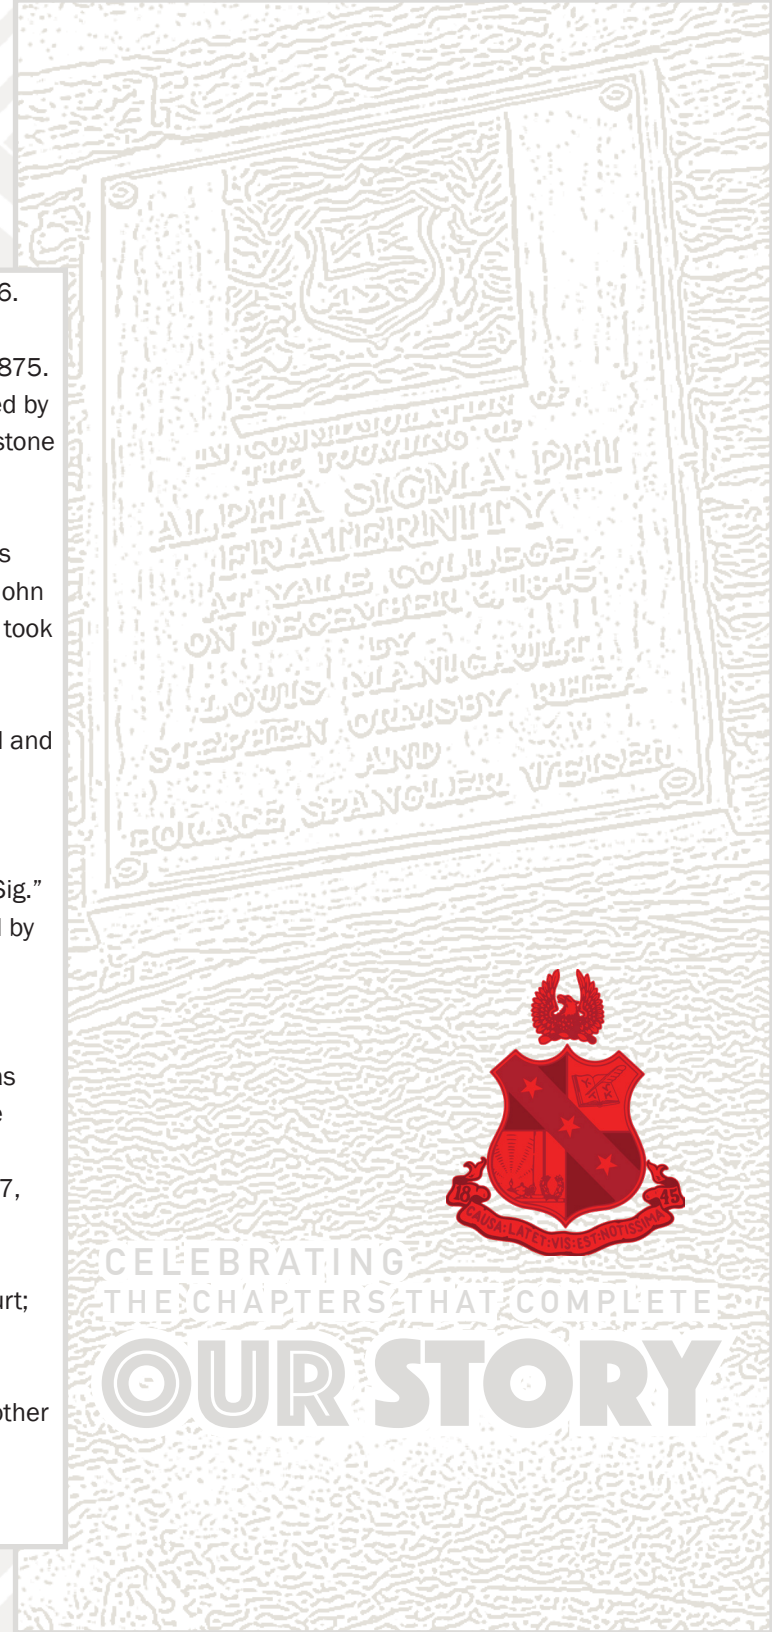 6.
875.
ed by
stone
s
ohn
took
d and
Sig.”
d by
as
e
7,
urt;
other
IN COMMEMORATION OF
THE FOUNDING OF
ALPHA SIGMA PHI
FRATERNITY
AT YALE COLLEGE
ON DECEMBER 6, 1845
BY
LOUIS MANIGAULT
STEPHEN ORMSBY RHEA
AND
HORACE SPANGLER WEISER
18 45
CAUSA:LATET:VIS:EST:NOTISSIMA
CELEBRATING
THE CHAPTERS THAT COMPLETE
OUR STORY